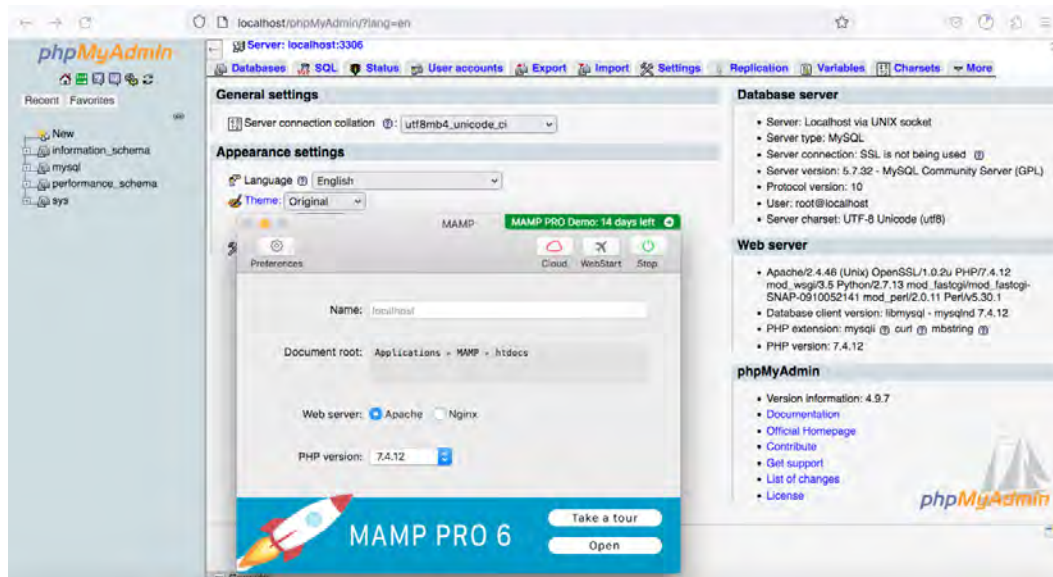 localhost/phpMyAdmin/?lang=en
phpMyAdmin
Recent Favorites
New
information_schema
mysql
performance_schema
sys
Server: localhost:3306
Databases SQL Status User accounts Export Import Settings Replication Variables Charsets More
General settings
Server connection collation : utf8mb4_unicode_ci
Appearance settings
Language English
Theme: Original
Database server
Server: Localhost via UNIX socket
Server type: MySQL
Server connection: SSL is not being used
Server version: 5.7.32 - MySQL Community Server (GPL)
Protocol version: 10
User: root@localhost
Server charset: UTF-8 Unicode (utf8)
Web server
Apache/2.4.46 (Unix) OpenSSL/1.0.2u PHP/7.4.12
mod_wsgi/3.5 Python/2.7.13 mod_fastcgi/mod_fastcgi-
SNAP-0910052141 mod_perl/2.0.11 Perl/v5.30.1
Database client version: libmysql - mysqlnd 7.4.12
PHP extension: mysqli curl mbstring
PHP version: 7.4.12
phpMyAdmin
Version information: 4.9.7
Documentation
Official Homepage
Contribute
Get support
List of changes
License
phpMyAdmin
MAMP
MAMP PRO Demo: 14 days left
Preferences
Cloud WebStart Stop
Name: localhost
Document root: Applications ▸ MAMP ▸ htdocs
Web server: Apache Nginx
PHP version: 7.4.12
MAMP PRO 6
Take a tour
Open